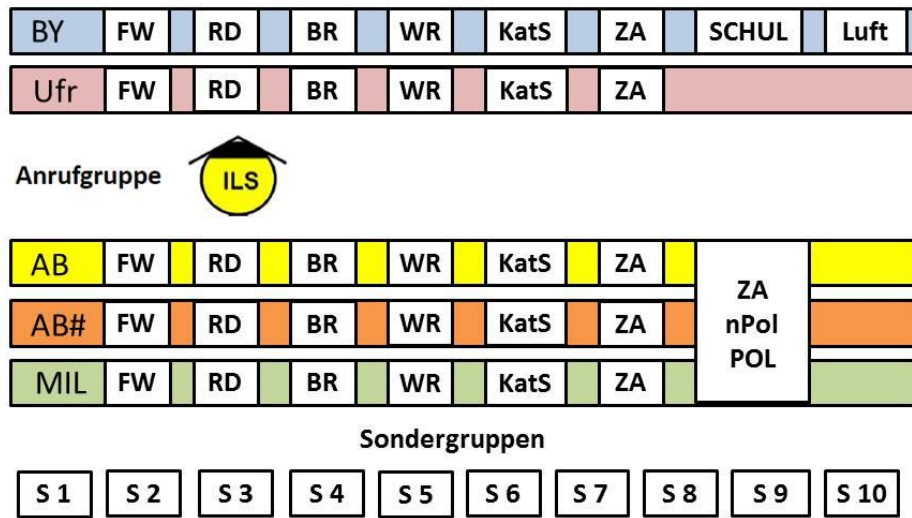 BY FW RD BR WR KatS ZA SCHUL Luft
Ufr FW RD BR WR KatS ZA
Anrufgruppe ILS
AB FW RD BR WR KatS ZA
AB# FW RD BR WR KatS ZA
MIL FW RD BR WR KatS ZA
ZA
nPol
POL
Sondergruppen
S 1 S 2 S 3 S 4 S 5 S 6 S 7 S 8 S 9 S 10